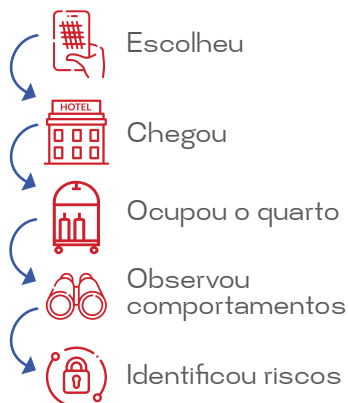 Escolheu
HOTEL
Chegou
Ocupou o quarto
Observou
comportamentos
Identificou riscos